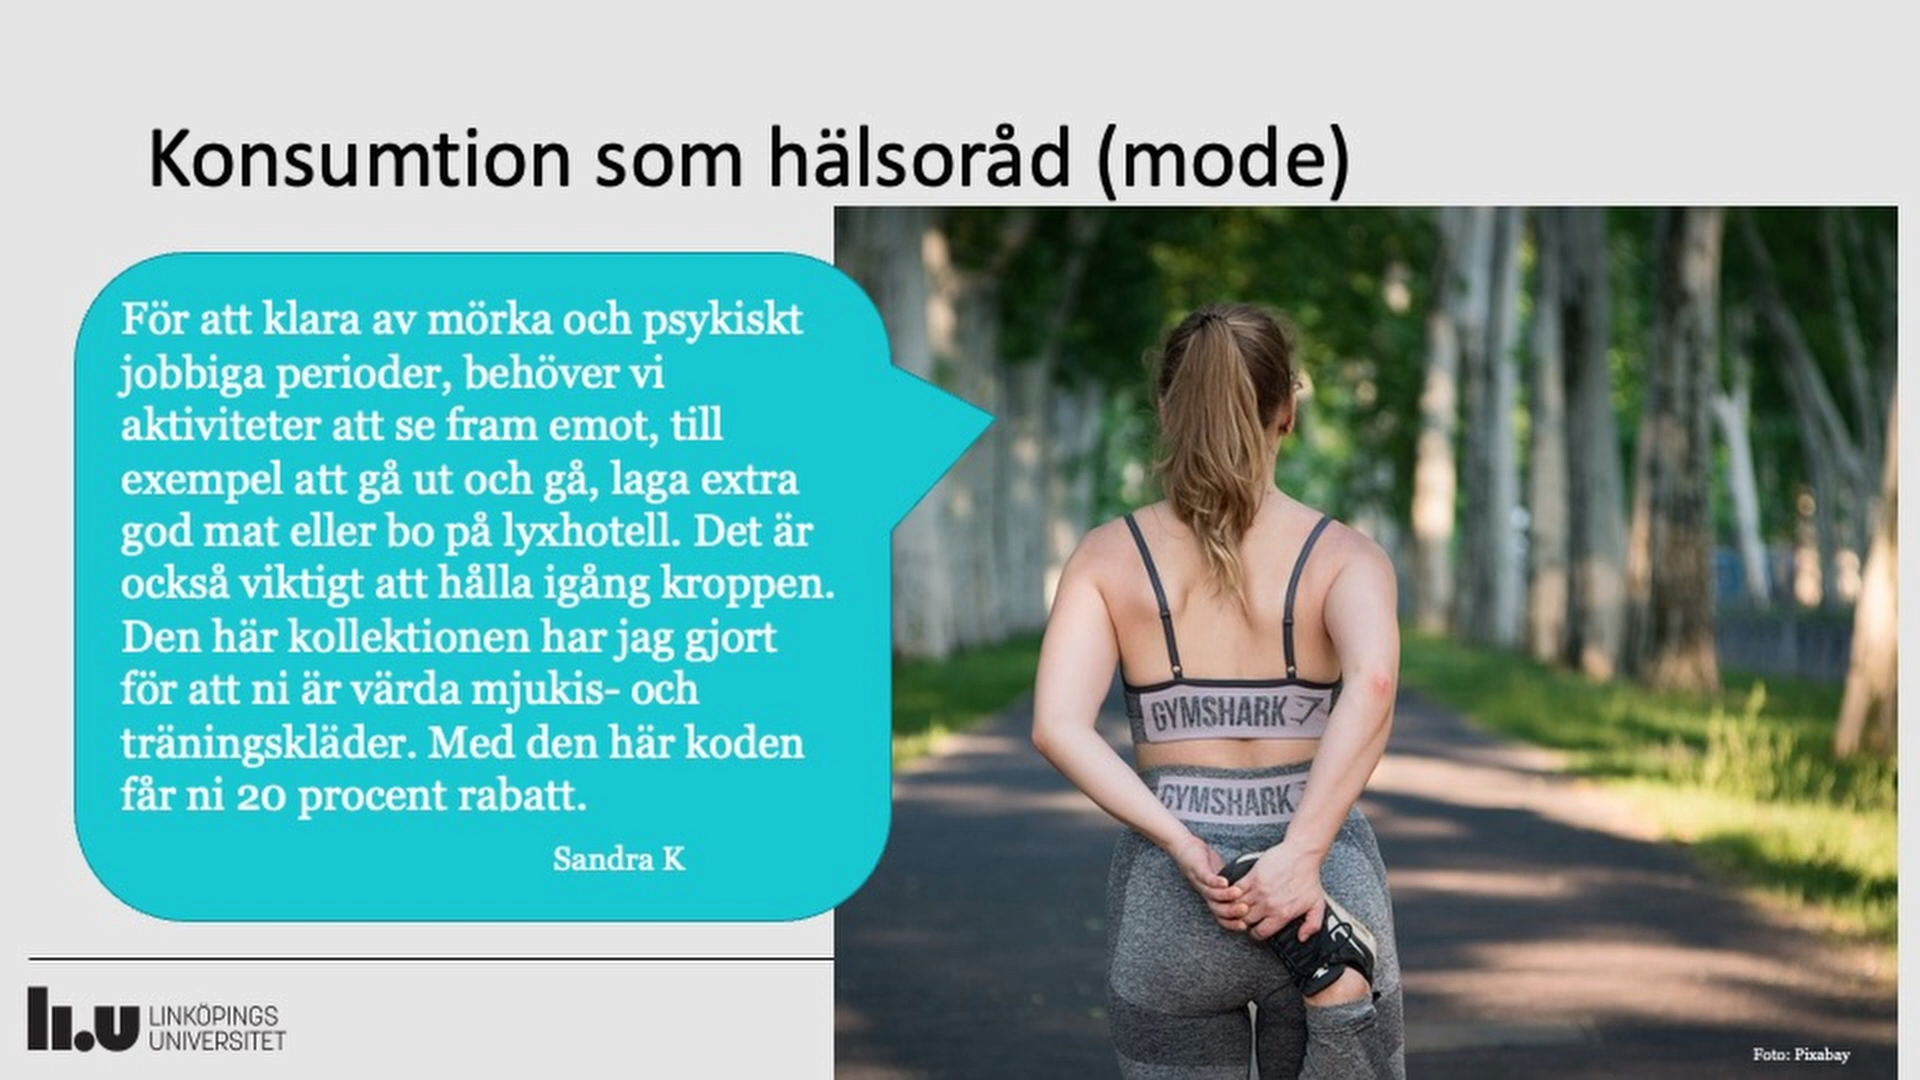 Konsumtion som hälsoråd (mode)
För att klara av mörka och psykiskt
jobbiga perioder, behöver vi
aktiviteter att se fram emot, till
exempel att gå ut och gå, laga extra
god mat eller bo på lyxhotell. Det är
också viktigt att hålla igång kroppen.
Den här kollektionen har jag gjort
för att ni är värda mjukis- och
träningskläder. Med den här koden
får ni 20 procent rabatt.
Sandra K
GYMSHARK
GYMSHARK
li.u LINKÖPINGS
UNIVERSITET
Foto: Pixabay